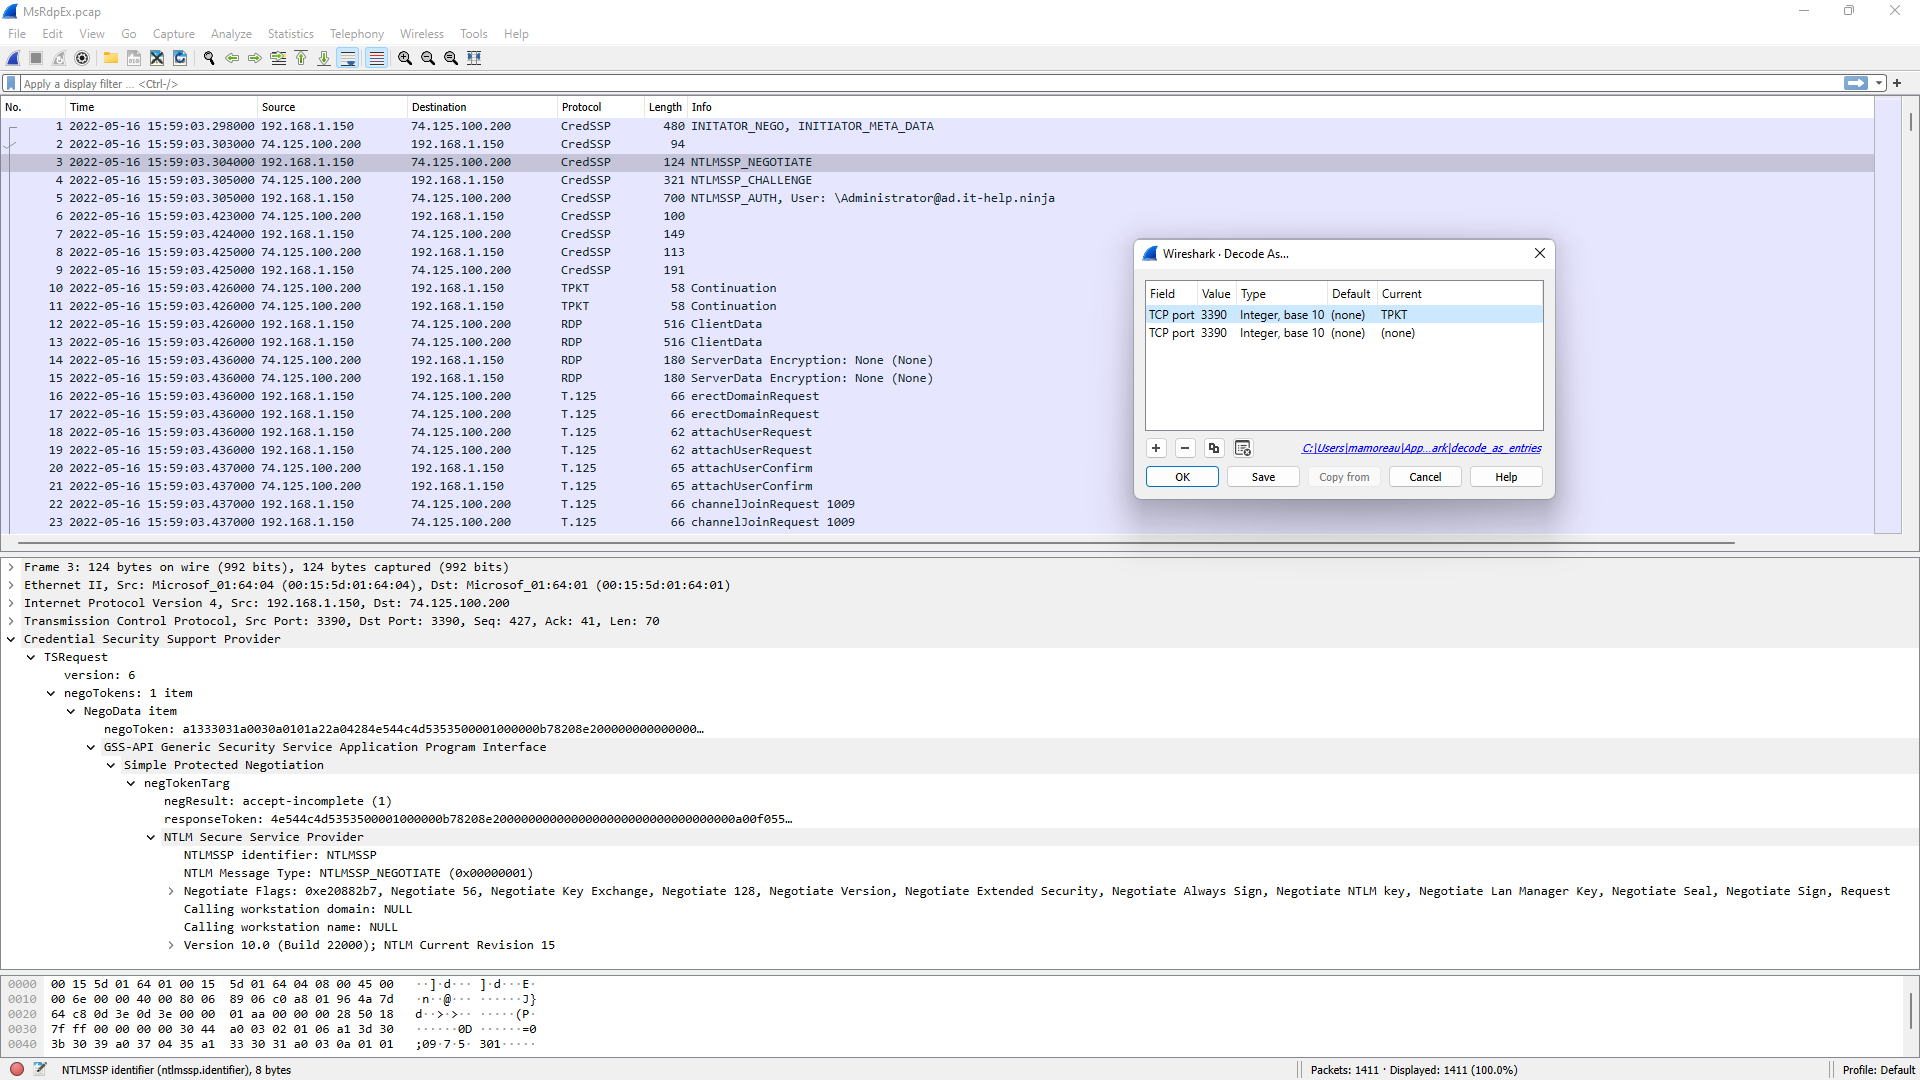 MsRdpEx.pcap
File Edit View Go Capture Analyze Statistics Telephony Wireless Tools Help
Apply a display filter ... <Ctrl-/>
No. Time Source Destination Protocol Length Info
1 2022-05-16 15:59:03.298000 192.168.1.150 74.125.100.200 CredSSP 480 INITATOR_NEGO, INITIATOR_META_DATA
2 2022-05-16 15:59:03.303000 74.125.100.200 192.168.1.150 CredSSP 94
3 2022-05-16 15:59:03.304000 192.168.1.150 74.125.100.200 CredSSP 124 NTLMSSP_NEGOTIATE
4 2022-05-16 15:59:03.305000 74.125.100.200 192.168.1.150 CredSSP 321 NTLMSSP_CHALLENGE
5 2022-05-16 15:59:03.305000 192.168.1.150 74.125.100.200 CredSSP 700 NTLMSSP_AUTH, User: \Administrator@ad.it-help.ninja
6 2022-05-16 15:59:03.423000 74.125.100.200 192.168.1.150 CredSSP 100
7 2022-05-16 15:59:03.424000 192.168.1.150 74.125.100.200 CredSSP 149
8 2022-05-16 15:59:03.425000 74.125.100.200 192.168.1.150 CredSSP 113
9 2022-05-16 15:59:03.425000 192.168.1.150 74.125.100.200 CredSSP 191
10 2022-05-16 15:59:03.426000 74.125.100.200 192.168.1.150 TPKT 58 Continuation
11 2022-05-16 15:59:03.426000 74.125.100.200 192.168.1.150 TPKT 58 Continuation
12 2022-05-16 15:59:03.426000 192.168.1.150 74.125.100.200 RDP 516 ClientData
13 2022-05-16 15:59:03.426000 192.168.1.150 74.125.100.200 RDP 516 ClientData
14 2022-05-16 15:59:03.436000 74.125.100.200 192.168.1.150 RDP 180 ServerData Encryption: None (None)
15 2022-05-16 15:59:03.436000 74.125.100.200 192.168.1.150 RDP 180 ServerData Encryption: None (None)
16 2022-05-16 15:59:03.436000 192.168.1.150 74.125.100.200 T.125 66 erectDomainRequest
17 2022-05-16 15:59:03.436000 192.168.1.150 74.125.100.200 T.125 66 erectDomainRequest
18 2022-05-16 15:59:03.436000 192.168.1.150 74.125.100.200 T.125 62 attachUserRequest
19 2022-05-16 15:59:03.436000 192.168.1.150 74.125.100.200 T.125 62 attachUserRequest
20 2022-05-16 15:59:03.437000 74.125.100.200 192.168.1.150 T.125 65 attachUserConfirm
21 2022-05-16 15:59:03.437000 74.125.100.200 192.168.1.150 T.125 65 attachUserConfirm
22 2022-05-16 15:59:03.437000 192.168.1.150 74.125.100.200 T.125 66 channelJoinRequest 1009
23 2022-05-16 15:59:03.437000 192.168.1.150 74.125.100.200 T.125 66 channelJoinRequest 1009
Wireshark · Decode As...
Field Value Type Default Current
TCP port 3390 Integer, base 10 (none) TPKT
TCP port 3390 Integer, base 10 (none) (none)
C:\Users\mamoreau\App...ark\decode_as_entries
OK Save Copy from Cancel Help
Frame 3: 124 bytes on wire (992 bits), 124 bytes captured (992 bits)
Ethernet II, Src: Microsof_01:64:04 (00:15:5d:01:64:04), Dst: Microsof_01:64:01 (00:15:5d:01:64:01)
Internet Protocol Version 4, Src: 192.168.1.150, Dst: 74.125.100.200
Transmission Control Protocol, Src Port: 3390, Dst Port: 3390, Seq: 427, Ack: 41, Len: 70
Credential Security Support Provider
TSRequest
version: 6
negoTokens: 1 item
NegoData item
negoToken: a1333031a0030a0101a22a04284e544c4d5353500001000000b78208e200000000000000…
GSS-API Generic Security Service Application Program Interface
Simple Protected Negotiation
negTokenTarg
negResult: accept-incomplete (1)
responseToken: 4e544c4d5353500001000000b78208e2000000000000000000000000000000000a00f055…
NTLM Secure Service Provider
NTLMSSP identifier: NTLMSSP
NTLM Message Type: NTLMSSP_NEGOTIATE (0x00000001)
Negotiate Flags: 0xe20882b7, Negotiate 56, Negotiate Key Exchange, Negotiate 128, Negotiate Version, Negotiate Extended Security, Negotiate Always Sign, Negotiate NTLM key, Negotiate Lan Manager Key, Negotiate Seal, Negotiate Sign, Request
Calling workstation domain: NULL
Calling workstation name: NULL
Version 10.0 (Build 22000); NTLM Current Revision 15
0000 00 15 5d 01 64 01 00 15 5d 01 64 04 08 00 45 00 ··]·d··· ]·d···E·
0010 00 6e 00 00 40 00 80 06 89 06 c0 a8 01 96 4a 7d ·n··@··· ······J}
0020 64 c8 0d 3e 0d 3e 00 00 01 aa 00 00 00 28 50 18 d··>·>·· ·····(P·
0030 7f ff 00 00 00 00 30 44 a0 03 02 01 06 a1 3d 30 ······0D ······=0
0040 3b 30 39 a0 37 04 35 a1 33 30 31 a0 03 0a 01 01 ;09·7·5· 301·····
NTLMSSP identifier (ntlmssp.identifier), 8 bytes
Packets: 1411 · Displayed: 1411 (100.0%)
Profile: Default